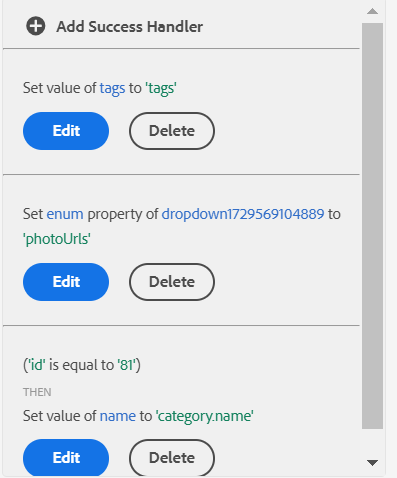 Add Success Handler
Set value of tags to 'tags'
Edit Delete
Set enum property of dropdown1729569104889 to
'photoUrls'
Edit Delete
('id' is equal to '81')
THEN
Set value of name to 'category.name'
Edit Delete